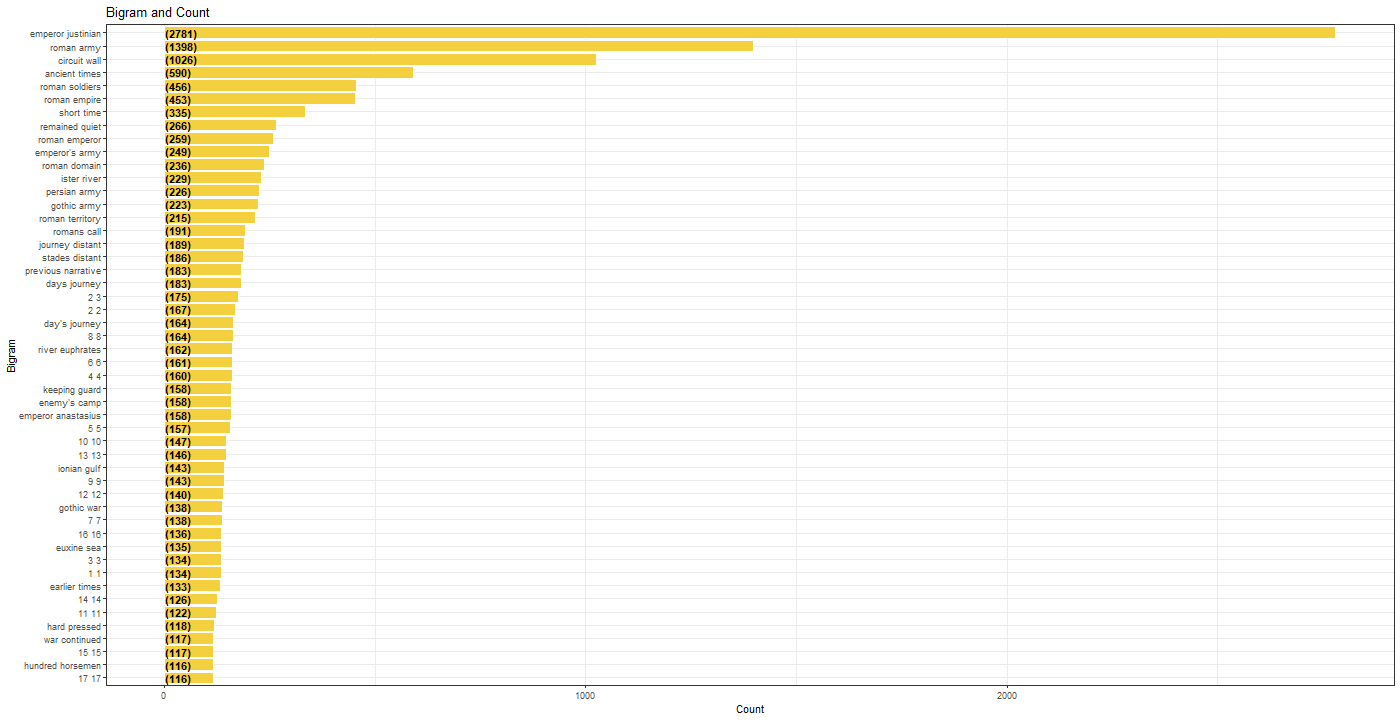 Bigram and Count
emperor justinian (2781)
roman army (1398)
circuit wall (1026)
ancient times (590)
roman soldiers (456)
roman empire (453)
short time (335)
remained quiet (266)
roman emperor (259)
emperor's army (249)
roman domain (236)
ister river (229)
persian army (226)
gothic army (223)
roman territory (215)
romans call (191)
journey distant (189)
stades distant (186)
previous narrative (183)
days journey (183)
2 3 (175)
2 2 (167)
day's journey (164)
8 8 (164)
river euphrates (162)
6 6 (161)
4 4 (160)
keeping guard (158)
enemy's camp (158)
emperor anastasius (158)
5 5 (157)
10 10 (147)
13 13 (146)
ionian gulf (143)
9 9 (143)
12 12 (140)
gothic war (138)
7 7 (138)
16 16 (136)
euxine sea (135)
3 3 (134)
1 1 (134)
earlier times (133)
14 14 (126)
11 11 (122)
hard pressed (118)
war continued (117)
15 15 (117)
hundred horsemen (116)
17 17 (116)
0 1000 2000
Count
Bigram